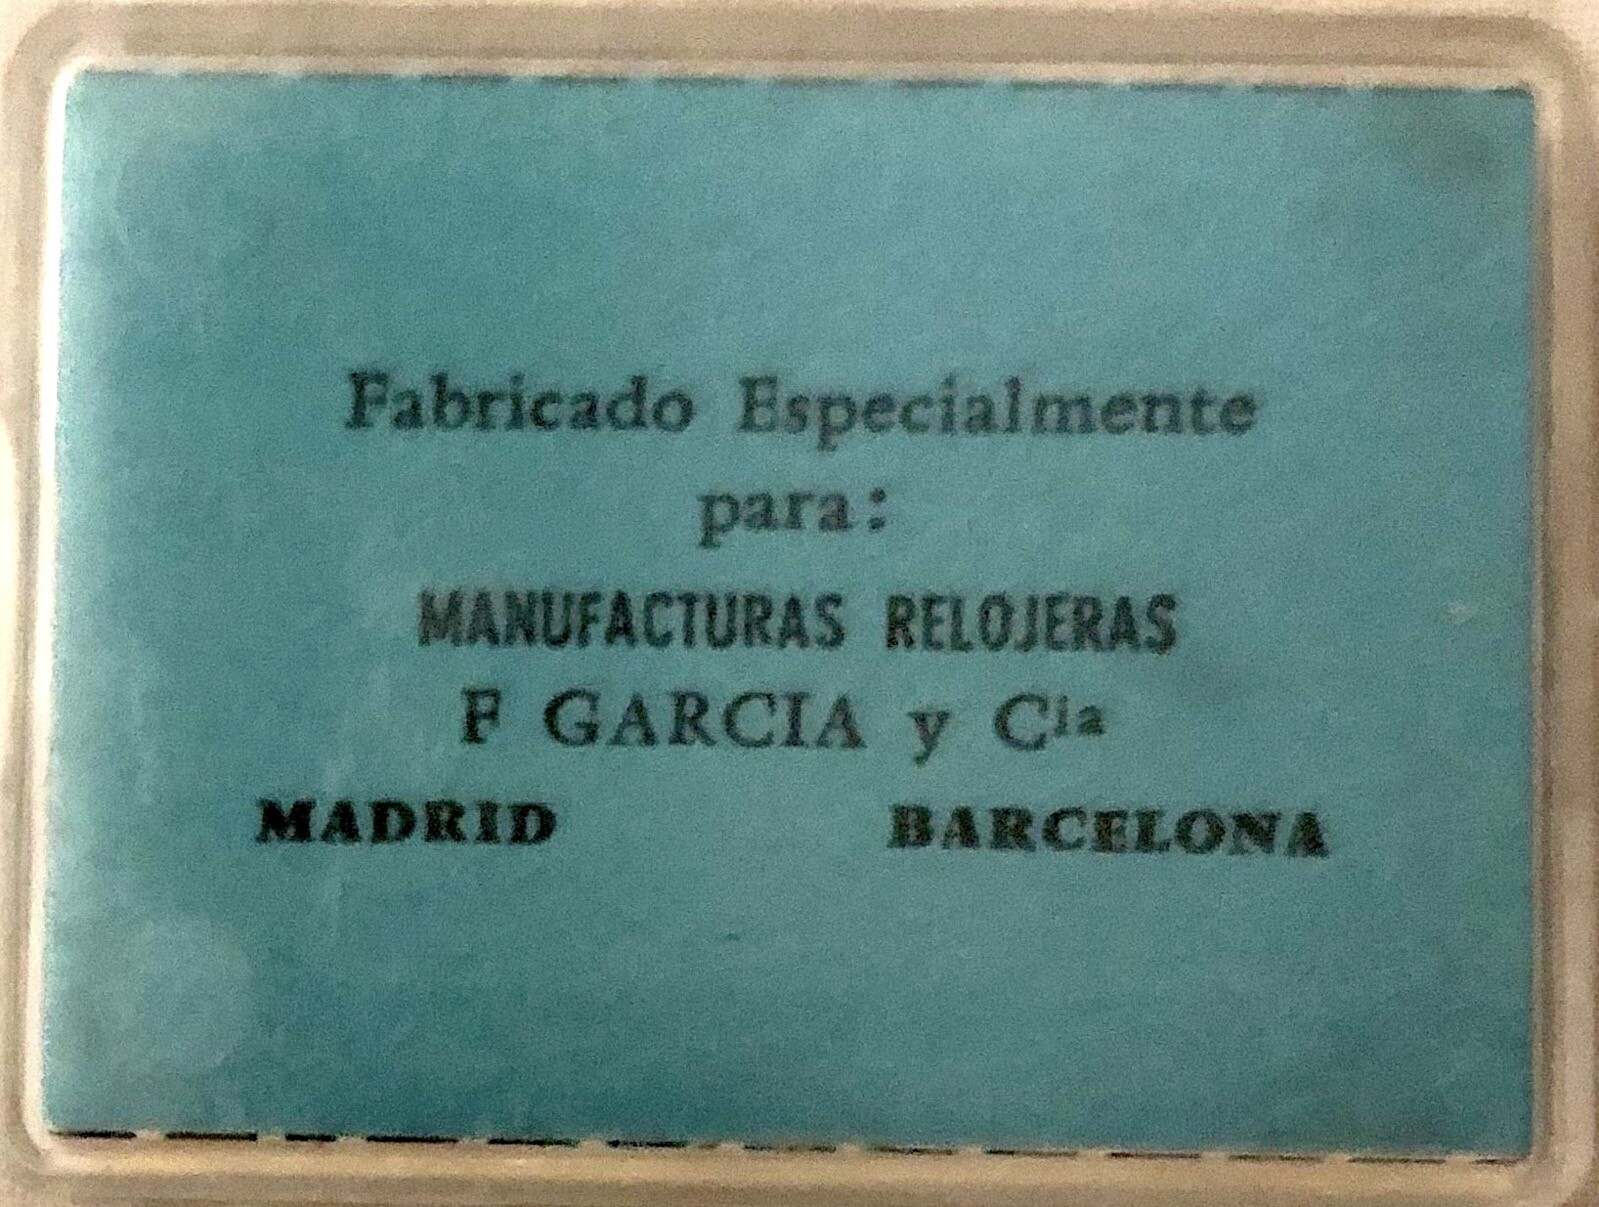 Fabricado Especialmente
para:
MANUFACTURAS RELOJERAS
F GARCIA y Cia
MADRID BARCELONA